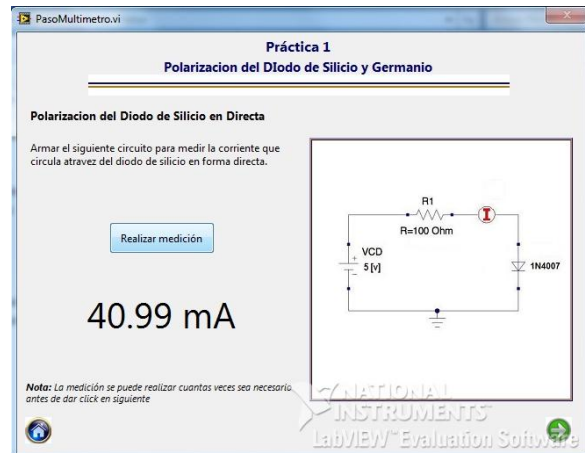 PasoMultimetro.vi
Práctica 1
Polarizacion del DIodo de Silicio y Germanio
Polarizacion del Diodo de Silicio en Directa
Armar el siguiente circuito para medir la corriente que
circula atravez del diodo de silicio en forma directa.
Realizar medición
40.99 mA
Nota: La medición se puede realizar cuantas veces sea necesario
antes de dar click en siguiente
R1
R=100 Ohm
I
VCD
+
5 [v]
-
1N4007
NATIONAL
INSTRUMENTS
LabVIEW Evaluation Software